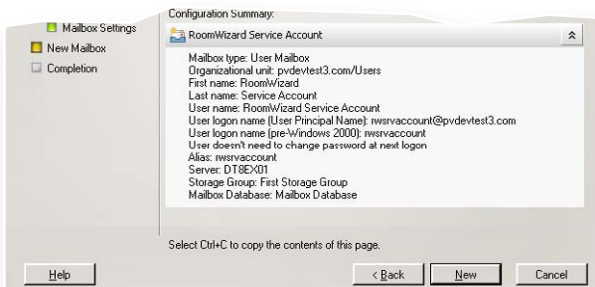 Configuration Summary:
Mailbox Settings
New Mailbox
Completion
RoomWizard Service Account
Mailbox type: User Mailbox
Organizational unit: pvdevtest3.com/Users
First name: RoomWizard
Last name: Service Account
User name: RoomWizard Service Account
User logon name (User Principal Name): rwsrvaccount@pvdevtest3.com
User logon name (pre-Windows 2000): rwsrvaccount
User doesn't need to change password at next logon
Alias: rwsrvaccount
Server: DT8EX01
Storage Group: First Storage Group
Mailbox Database: Mailbox Database
Select Ctrl+C to copy the contents of this page.
Help < Back New Cancel